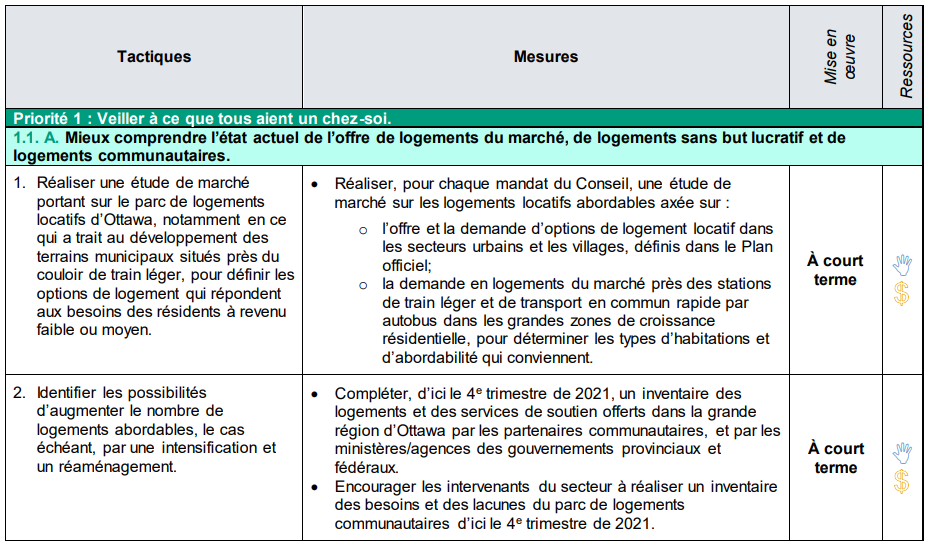 Tactiques
Mesures
Mise en
œuvre
Ressources
Priorité 1 : Veiller à ce que tous aient un chez-soi.
1.1. A. Mieux comprendre l’état actuel de l’offre de logements du marché, de logements sans but lucratif et de
logements communautaires.
1. Réaliser une étude de marché
portant sur le parc de logements
locatifs d’Ottawa, notamment en ce
qui a trait au développement des
terrains municipaux situés près du
couloir de train léger, pour définir les
options de logement qui répondent
aux besoins des résidents à revenu
faible ou moyen.
• Réaliser, pour chaque mandat du Conseil, une étude de
marché sur les logements locatifs abordables axée sur :
o l’offre et la demande d’options de logement locatif dans
les secteurs urbains et les villages, définis dans le Plan
officiel;
o la demande en logements du marché près des stations
de train léger et de transport en commun rapide par
autobus dans les grandes zones de croissance
résidentielle, pour déterminer les types d’habitations et
d’abordabilité qui conviennent.
À court
terme
$
2. Identifier les possibilités
d’augmenter le nombre de
logements abordables, le cas
échéant, par une intensification et
un réaménagement.
• Compléter, d’ici le 4e trimestre de 2021, un inventaire des
logements et des services de soutien offerts dans la grande
région d’Ottawa par les partenaires communautaires, et par les
ministères/agences des gouvernements provinciaux et
fédéraux.
• Encourager les intervenants du secteur à réaliser un inventaire
des besoins et des lacunes du parc de logements
communautaires d’ici le 4e trimestre de 2021.
À court
terme
$